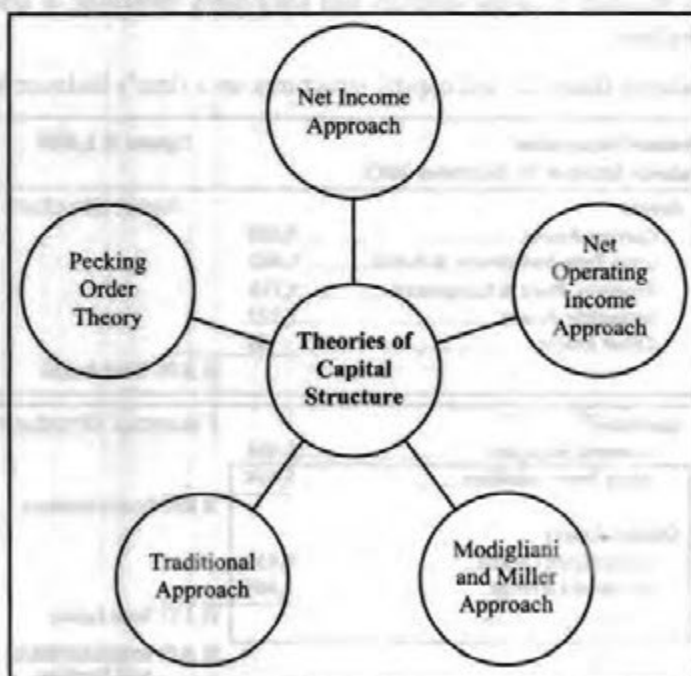 Net Income
Approach
Pecking
Order
Theory
Net
Operating
Income
Approach
Theories of
Capital
Structure
Traditional
Approach
Modigliani
and Miller
Approach